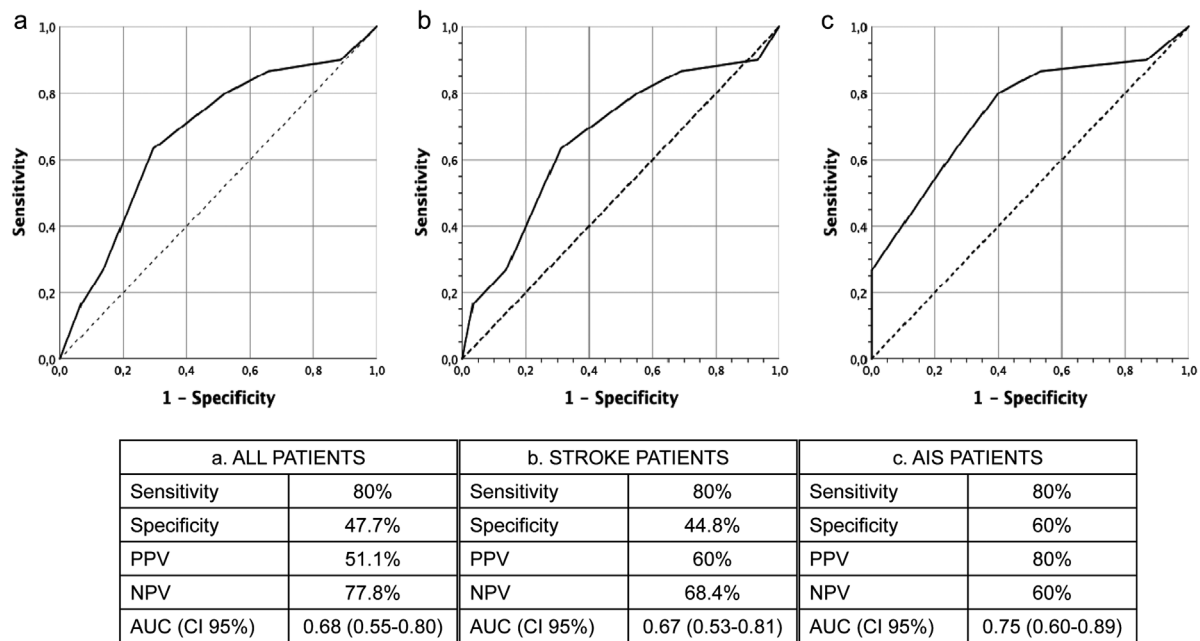 a
b
c
1,0
0,8
0,6
0,4
0,2
0,0
Sensitivity
0,0 0,2 0,4 0,6 0,8 1,0
1 – Specificity
1,0
0,8
0,6
0,4
0,2
0,0
Sensitivity
0,0 0,2 0,4 0,6 0,8 1,0
1 – Specificity
1,0
0,8
0,6
0,4
0,2
0,0
Sensitivity
0,0 0,2 0,4 0,6 0,8 1,0
1 – Specificity
a. ALL PATIENTS b. STROKE PATIENTS c. AIS PATIENTS
Sensitivity 80% Sensitivity 80% Sensitivity 80%
Specificity 47.7% Specificity 44.8% Specificity 60%
PPV 51.1% PPV 60% PPV 80%
NPV 77.8% NPV 68.4% NPV 60%
AUC (CI 95%) 0.68 (0.55-0.80) AUC (CI 95%) 0.67 (0.53-0.81) AUC (CI 95%) 0.75 (0.60-0.89)